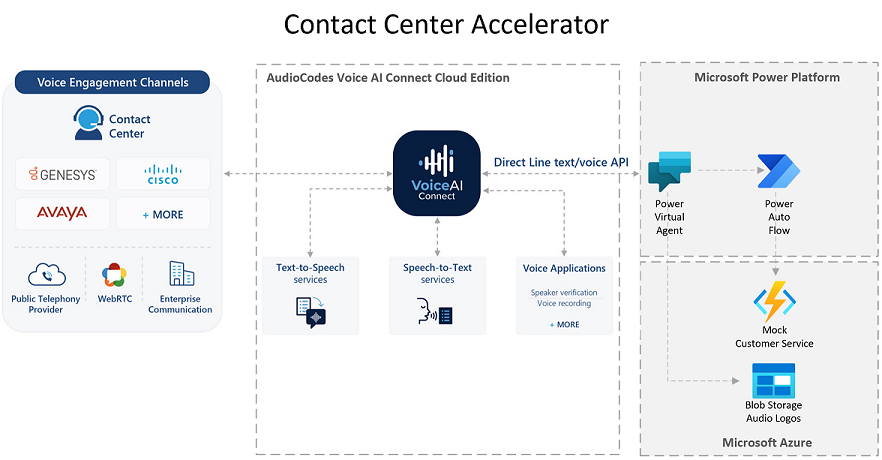 Contact Center Accelerator
Voice Engagement Channels
Contact
Center
GENESYS
CISCO
AVAYA
+ MORE
Public Telephony
Provider
WebRTC
Enterprise
Communication
AudioCodes Voice AI Connect Cloud Edition
VoiceAI
Connect
Direct Line text/voice API
Text-to-Speech
services
Speech-to-Text
services
Voice Applications
Speaker verification
Voice recording
+ MORE
Microsoft Power Platform
Power
Virtual
Agent
Power
Auto
Flow
Mock
Customer Service
Blob Storage
Audio Logos
Microsoft Azure